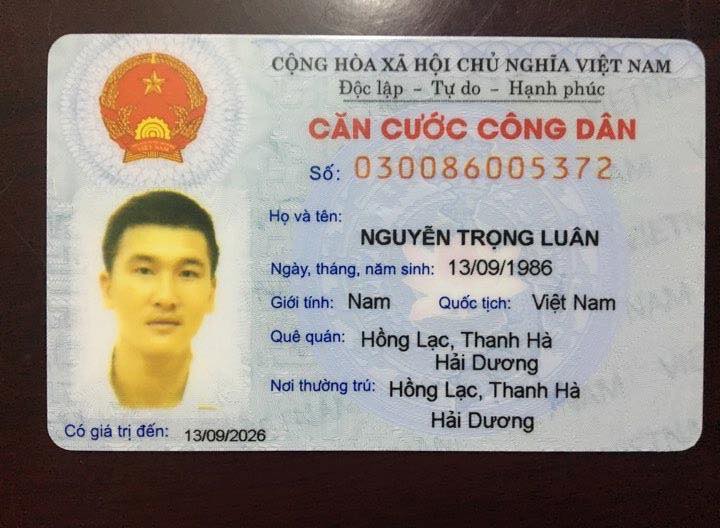 CỘNG HÒA XÃ HỘI CHỦ NGHĨA VIỆT NAM
Độc lập - Tự do - Hạnh phúc
CĂN CƯỚC CÔNG DÂN
Số: 030086005372
Họ và tên:
NGUYỄN TRỌNG LUÂN
Ngày, tháng, năm sinh: 13/09/1986
Giới tính: Nam Quốc tịch: Việt Nam
Quê quán: Hồng Lạc, Thanh Hà
Hải Dương
Nơi thường trú: Hồng Lạc, Thanh Hà
Hải Dương
Có giá trị đến: 13/09/2026